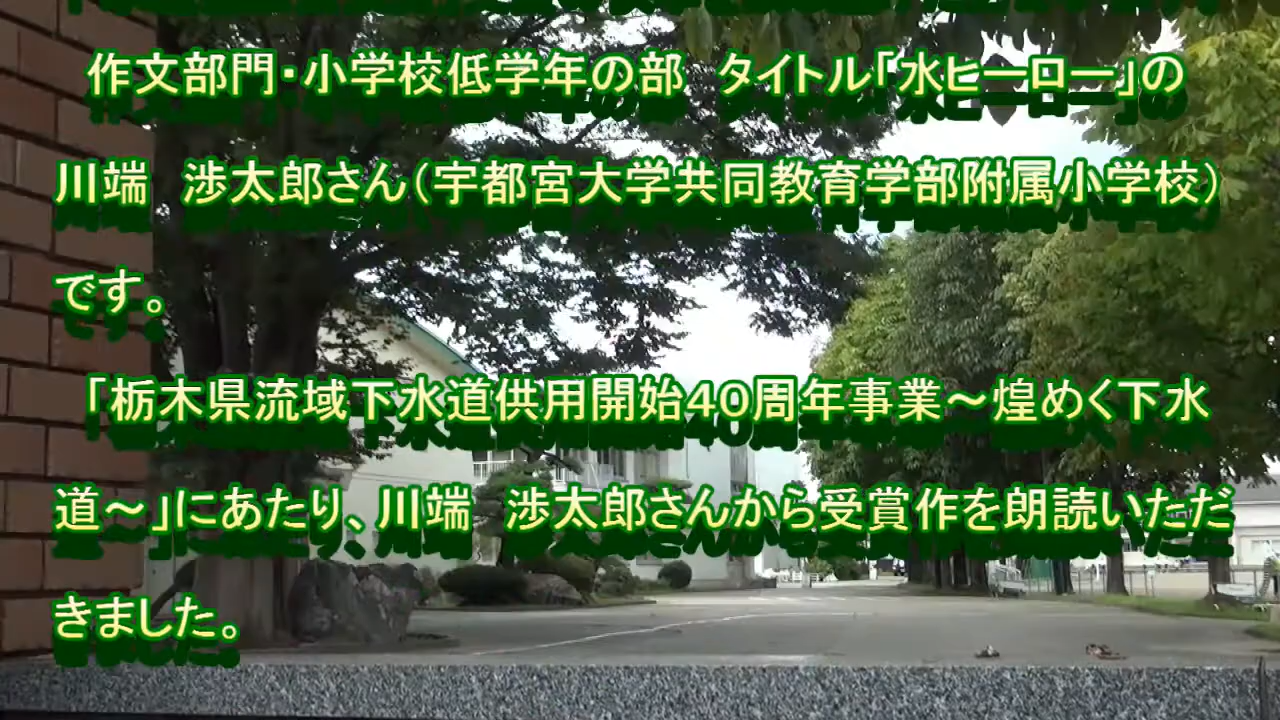 作文部門・小学校低学年の部　タイトル「水ヒーロー」の
川端　渉太郎さん（宇都宮大学共同教育学部附属小学校）
です。
「栃木県流域下水道供用開始４０周年事業～煌めく下水
道～」にあたり、川端　渉太郎さんから受賞作を朗読いただ
きました。